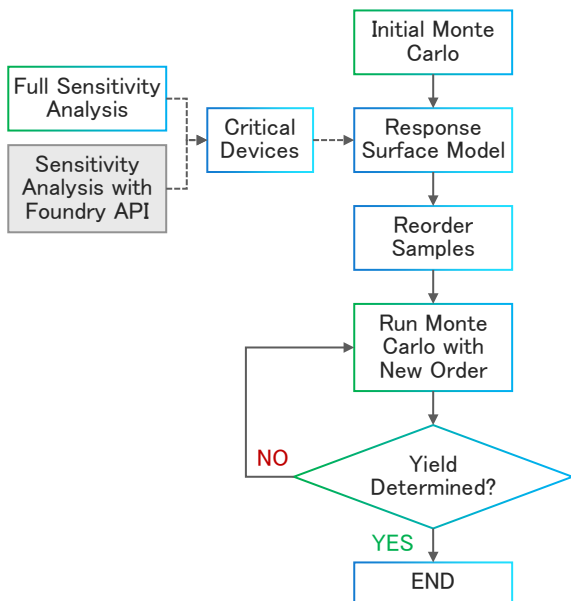 Initial Monte
Carlo
Full Sensitivity
Analysis
Critical
Devices
Response
Surface Model
Sensitivity
Analysis with
Foundry API
Reorder
Samples
Run Monte
Carlo with
New Order
NO
Yield
Determined?
YES
END